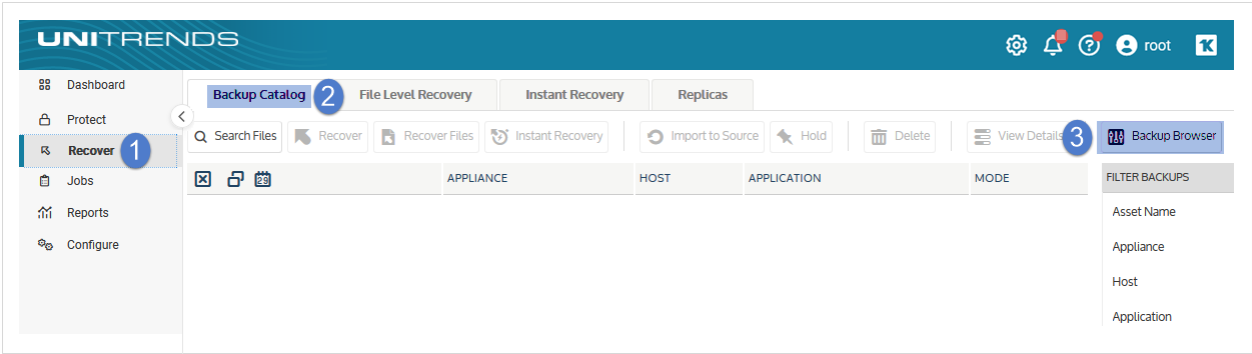 UNITRENDS
root
Dashboard
Protect
Recover 1
Jobs
Reports
Configure
Backup Catalog 2 File Level Recovery Instant Recovery Replicas
Search Files Recover Recover Files Instant Recovery Import to Source Hold Delete View Details 3 Backup Browser
29 APPLIANCE HOST APPLICATION MODE FILTER BACKUPS
Asset Name
Appliance
Host
Application